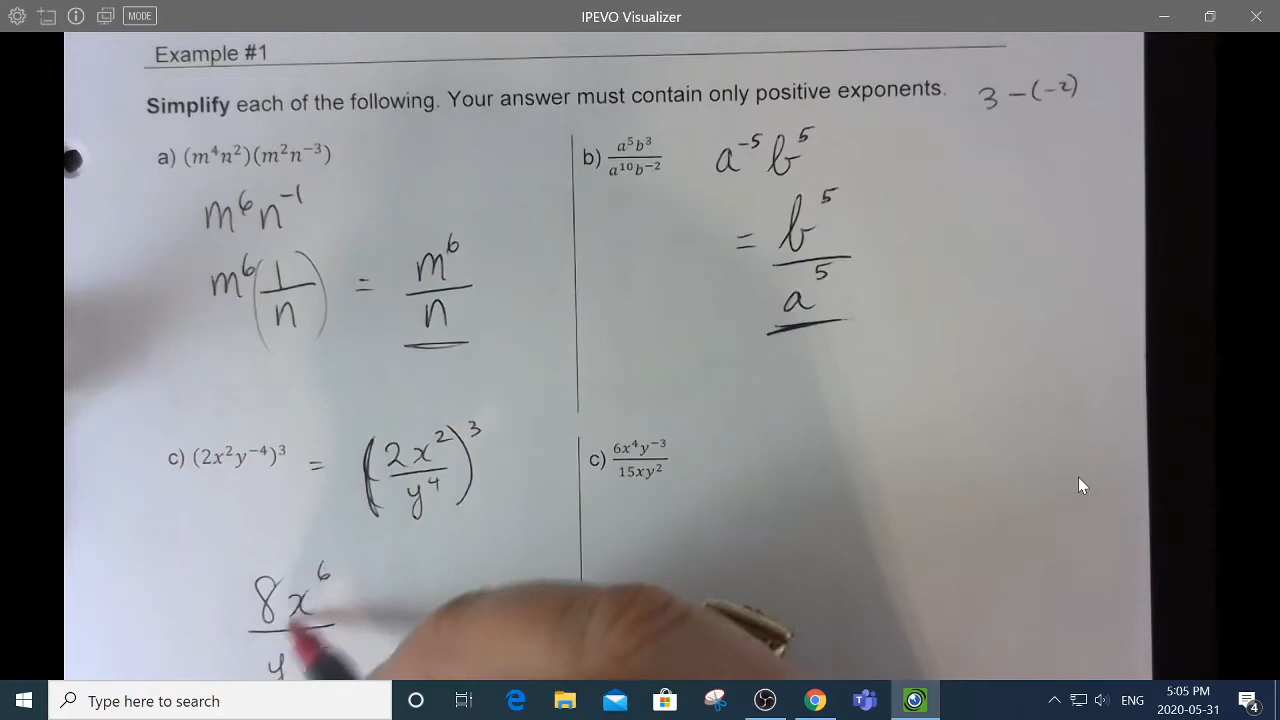 MODE
IPEVO Visualizer
Example #1
Simplify each of the following. Your answer must contain only positive exponents.
3 - (-2)
a) (m⁴n²)(m²n⁻³)
m⁶n⁻¹
m⁶(1/n) = m⁶/n
b) a⁵b³/a¹⁰b⁻²
a⁻⁵b⁵
= b⁵/a⁵
c) (2x²y⁻⁴)³ = (2x²/y⁴)³
8x⁶/y
c) 6x⁴y⁻³/15xy²
Type here to search
ENG
5:05 PM
2020-05-31
4